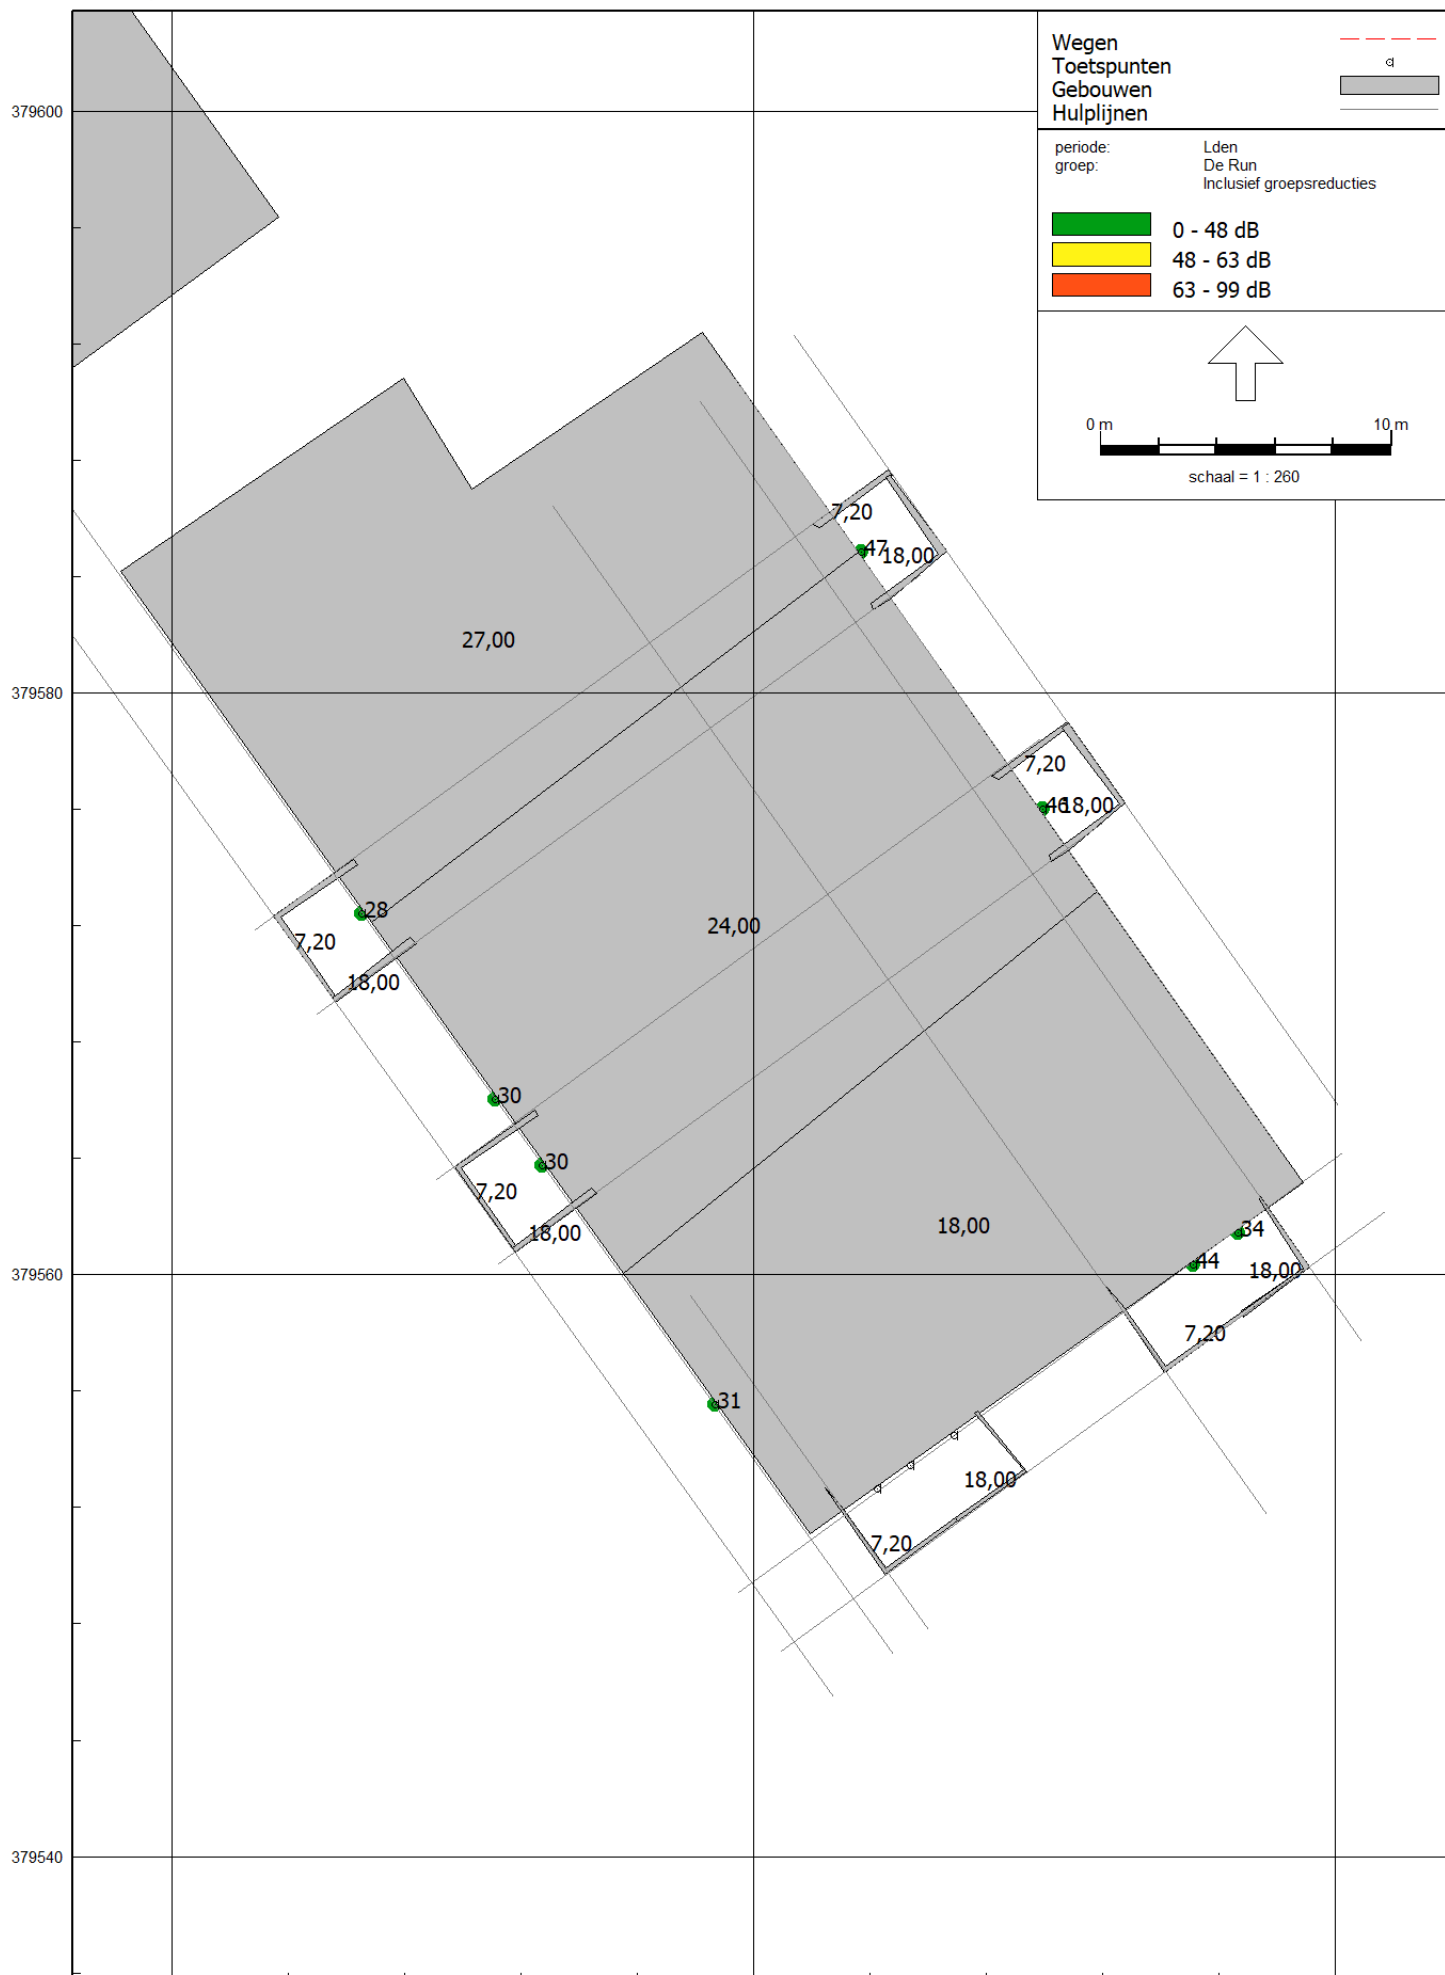 Wegen
Toetspunten
Gebouwen
Hulplijnen
periode: Lden
groep: De Run
Inclusief groepsreducties
0 - 48 dB
48 - 63 dB
63 - 99 dB
0 m 10 m
schaal = 1 : 260
379600
7,20
47
18,00
27,00
379580
7,20
46
18,00
28
24,00
7,20
18,00
30
30
7,20
18,00
18,00
34
44
18,00
379560
7,20
31
18,00
7,20
379540